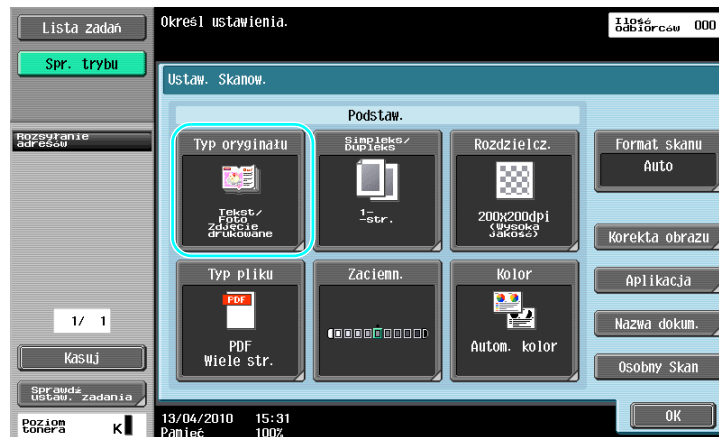 Lista zadań
Określ ustawienia.
Ilość
odbiorców 000
Spr. trybu
Ustaw. Skanow.
Podstaw.
Rozsyłanie
adresów
Typ oryginału
Tekst/
Foto
Zdjęcie
drukowane
Simpleks/
Dupleks
1-
-str.
Rozdzielcz.
200X200dpi
(Wysoka
Jakość)
Format skanu
Auto
Korekta obrazu
Typ pliku
PDF
PDF
Wiele str.
Zaciemn.
Kolor
Autom. kolor
Aplikacja
Nazwa dokum.
Osobny Skan
1/ 1
Kasuj
Sprawdź
ustaw. zadania
Poziom
tonera K
13/04/2010 15:31
Pamięć 100%
OK